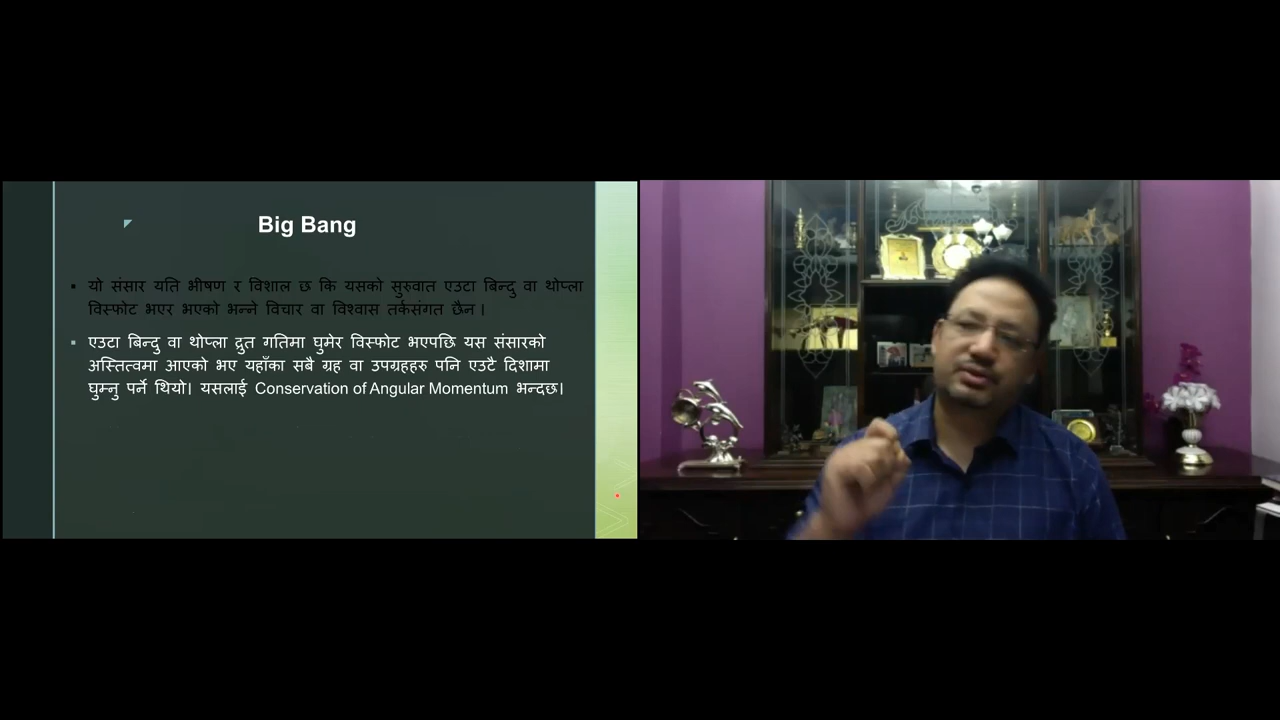 Big Bang
यो संसार यति भीषण र विशाल छ कि यसको सुरुवात एउटा बिन्दु वा थोप्ला
विस्फोट भएर भएको भन्ने विचार वा विश्वास तर्कसंगत छैन ।
एउटा बिन्दु वा थोप्ला द्रुत गतिमा घुमेर विस्फोट भएपछि यस संसारको
अस्तित्वमा आएको भए यहाँका सबै ग्रह वा उपग्रहहरु पनि एउटै दिशामा
घुम्नु पर्ने थियो। यसलाई Conservation of Angular Momentum भन्दछ।